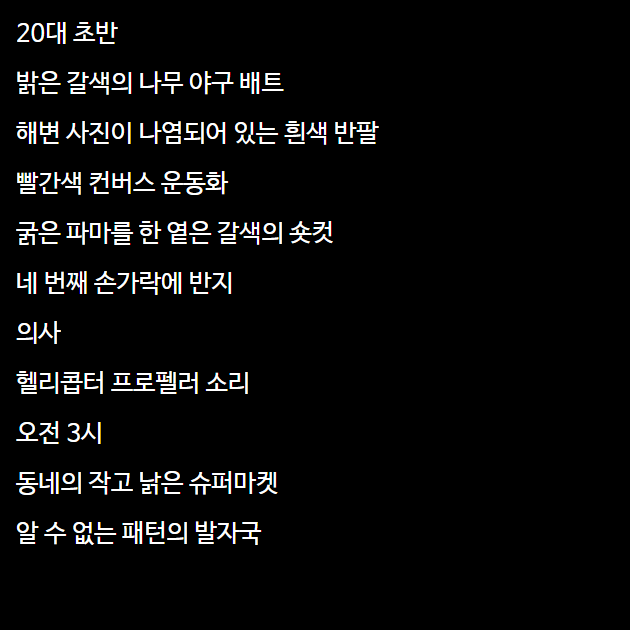 20대 초반
밝은 갈색의 나무 야구 배트
해변 사진이 나염되어 있는 흰색 반팔
빨간색 컨버스 운동화
굵은 파마를 한 옅은 갈색의 숏컷
네 번째 손가락에 반지
의사
헬리콥터 프로펠러 소리
오전 3시
동네의 작고 낡은 슈퍼마켓
알 수 없는 패턴의 발자국